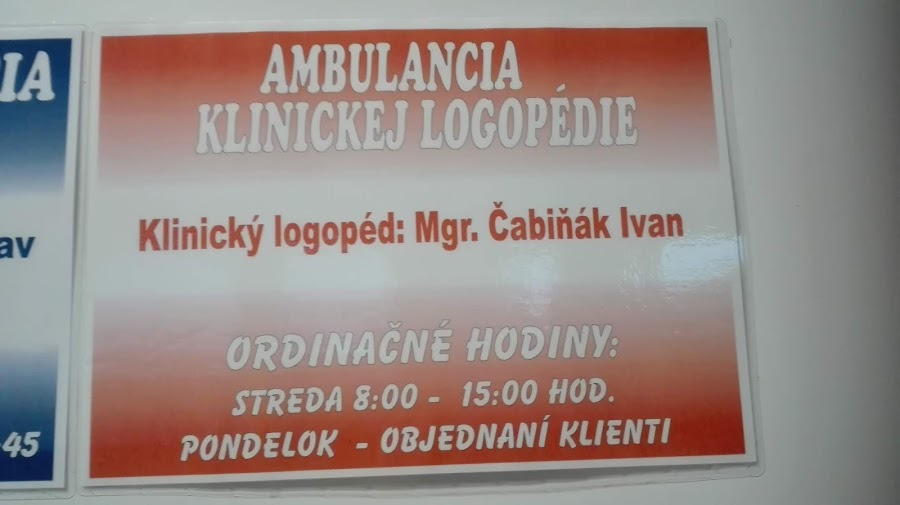 IA
AMBULANCIA
KLINICKEJ LOGOPÉDIE
av
Klinický logopéd: Mgr. Čabiňák Ivan
ORDINAČNÉ HODINY:
STREDA 8:00 - 15:00 HOD.
45
PONDELOK - OBJEDNANÍ KLIENTI